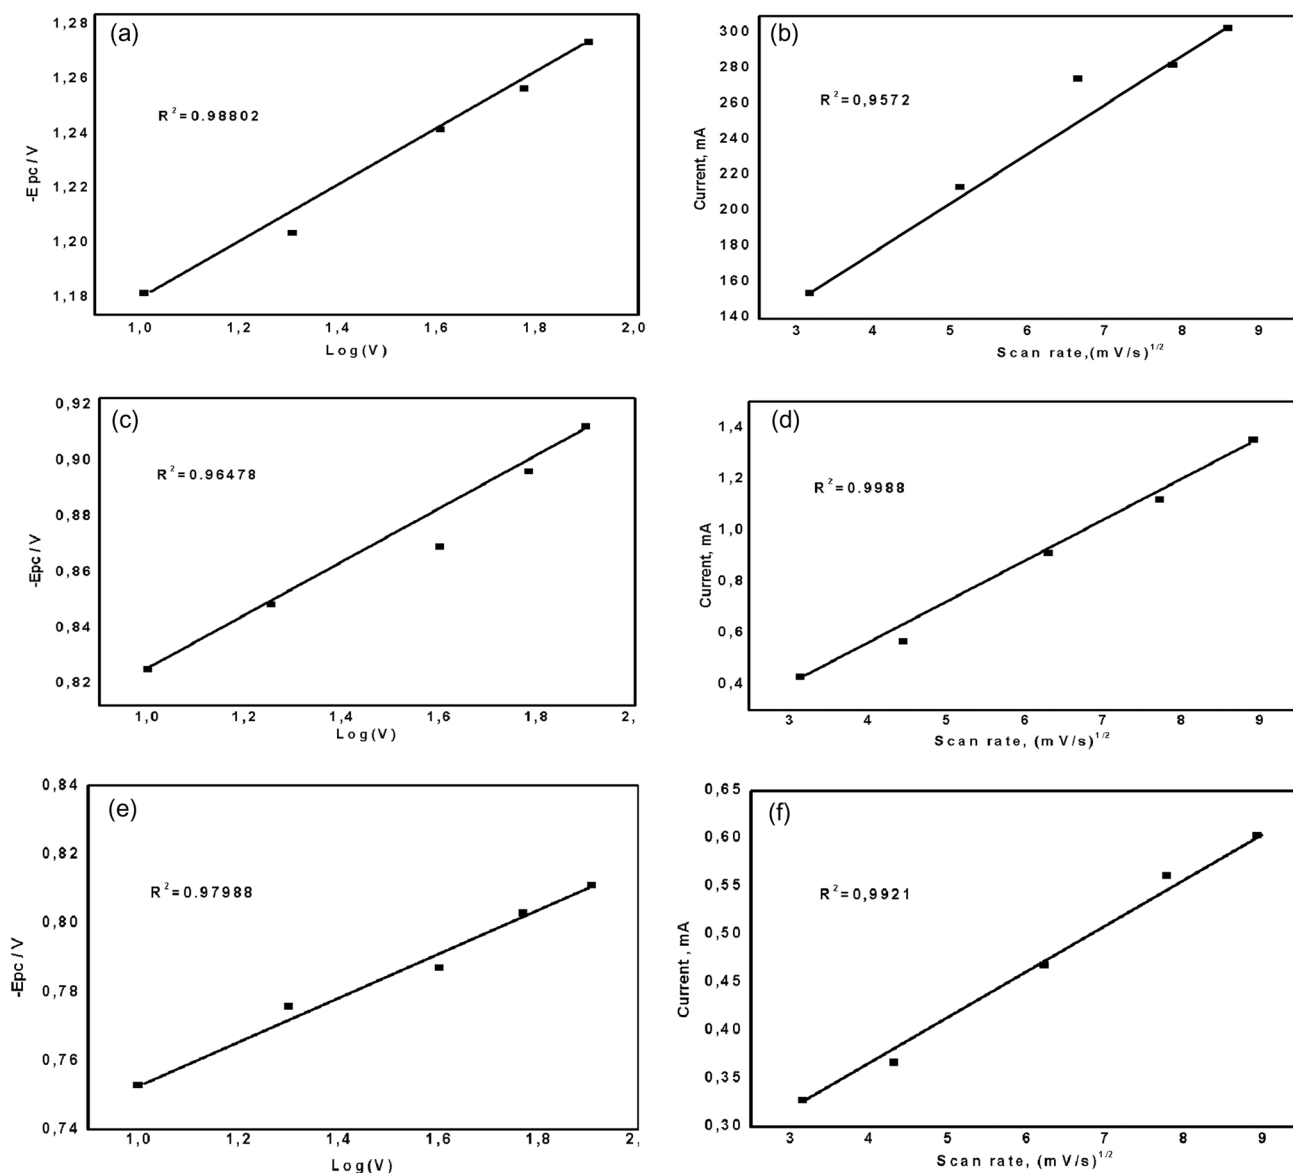 (a)
1,28
1,26
1,24
1,22
1,20
1,18
-E pc / V
R²=0.98802
1,0 1,2 1,4 1,6 1,8 2,0
Log(V)
(b)
300
280
260
240
220
200
180
160
140
Current, mA
R²=0,9572
3 4 5 6 7 8 9
Scan rate,(mV/s)1/2
(c)
0,92
0,90
0,88
0,86
0,84
0,82
-Epc / V
R²=0.96478
1,0 1,2 1,4 1,6 1,8 2,
Log(V)
(d)
1,4
1,2
1,0
0,8
0,6
0,4
Current, mA
R²=0.9988
3 4 5 6 7 8 9
Scan rate, (mV/s)1/2
(e)
0,84
0,82
0,80
0,78
0,76
0,74
-Epc / V
R²=0.97988
1,0 1,2 1,4 1,6 1,8 2,
Log(V)
(f)
0,65
0,60
0,55
0,50
0,45
0,40
0,35
0,30
Current , mA
R²=0,9921
3 4 5 6 7 8 9
Scan rate, (mV/s)1/2